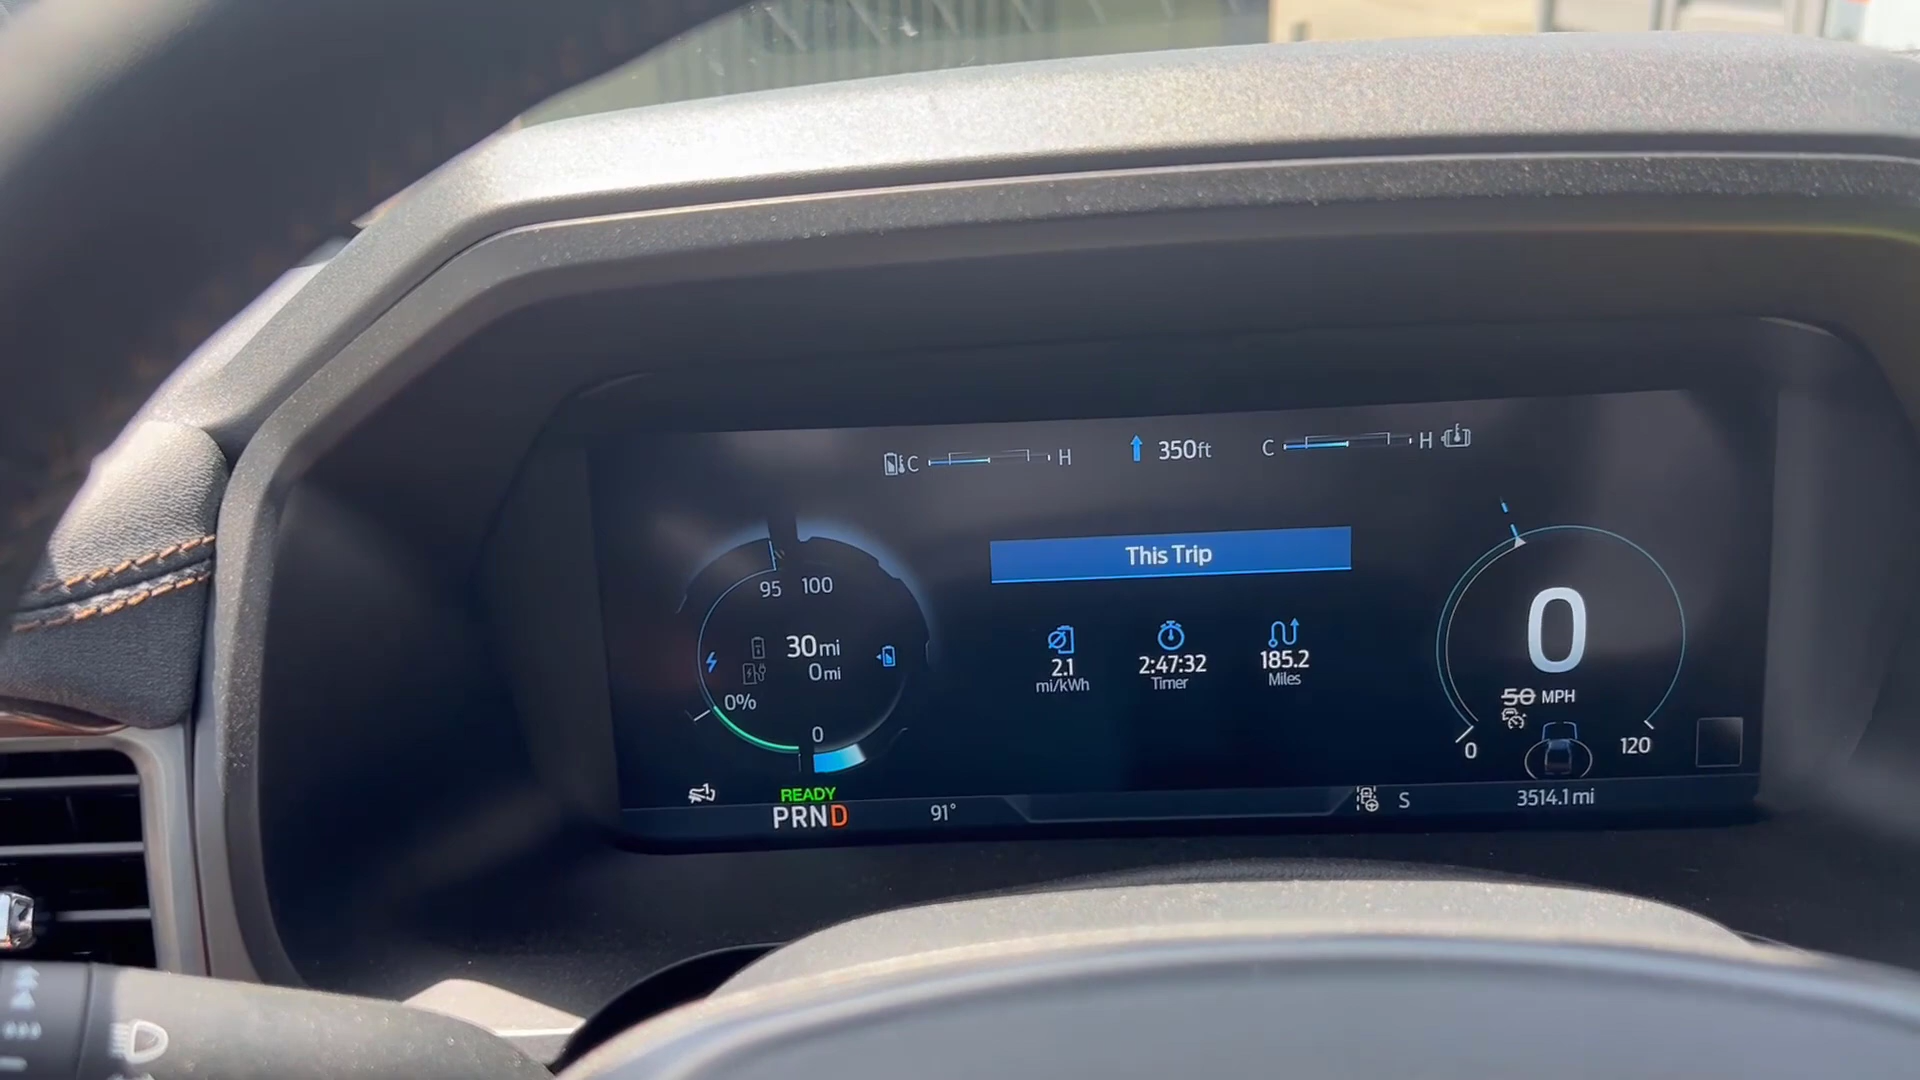 C H
350ft
C H
This Trip
95 100
30mi
0mi
0%
0
2.1
mi/kWh
2:47:32
Timer
185.2
Miles
0
50 MPH
0 120
READY
PRND
91°
S
3514.1 mi